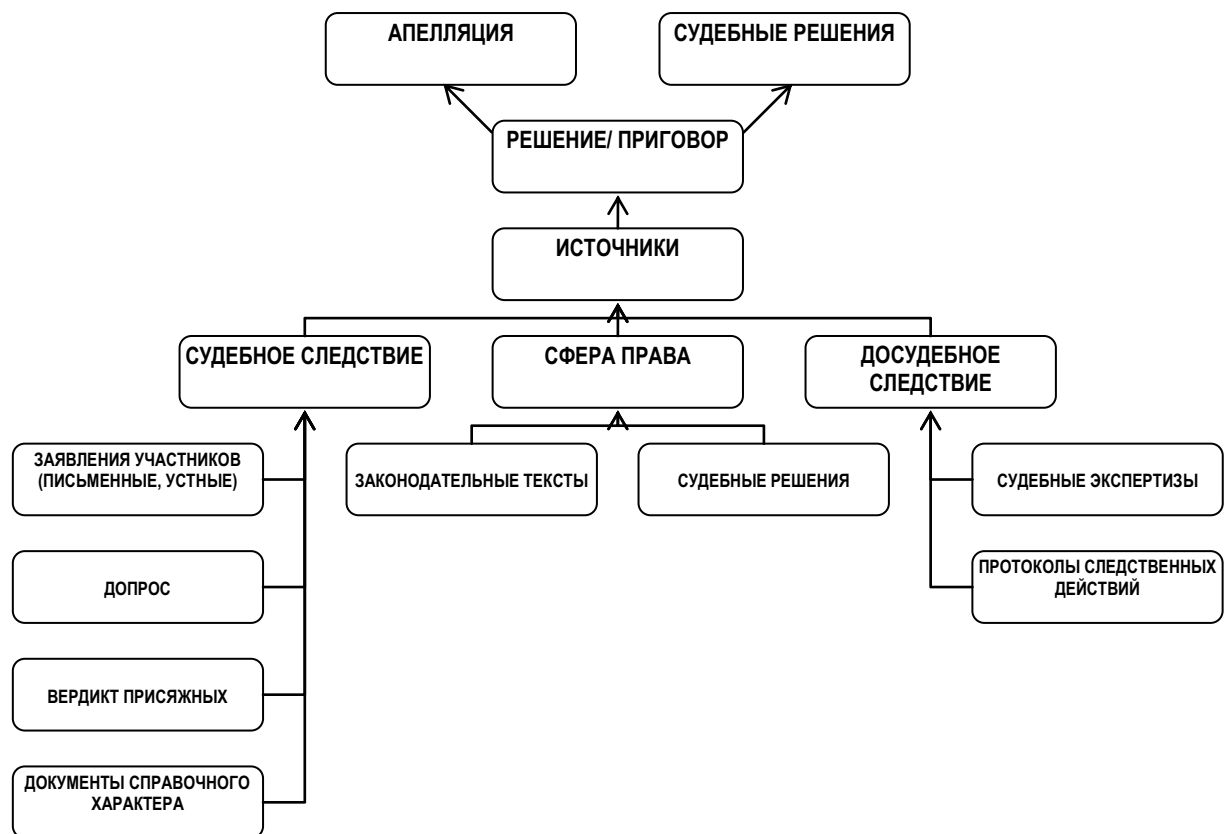 АПЕЛЛЯЦИЯ
СУДЕБНЫЕ РЕШЕНИЯ
РЕШЕНИЕ/ ПРИГОВОР
ИСТОЧНИКИ
СУДЕБНОЕ СЛЕДСТВИЕ
СФЕРА ПРАВА
ДОСУДЕБНОЕ
СЛЕДСТВИЕ
ЗАЯВЛЕНИЯ УЧАСТНИКОВ
(ПИСЬМЕННЫЕ, УСТНЫЕ)
ЗАКОНОДАТЕЛЬНЫЕ ТЕКСТЫ
СУДЕБНЫЕ РЕШЕНИЯ
СУДЕБНЫЕ ЭКСПЕРТИЗЫ
ДОПРОС
ПРОТОКОЛЫ СЛЕДСТВЕННЫХ
ДЕЙСТВИЙ
ВЕРДИКТ ПРИСЯЖНЫХ
ДОКУМЕНТЫ СПРАВОЧНОГО
ХАРАКТЕРА